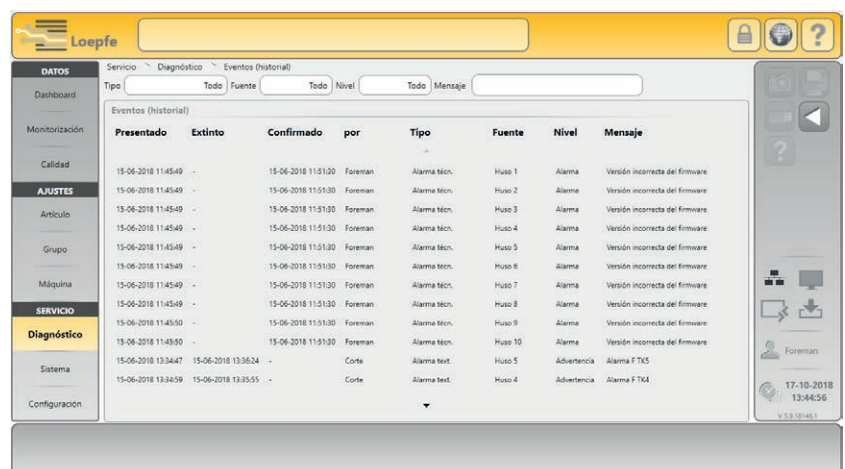 Loepfe
?
DATOS
Dashboard
Monitorización
Calidad
AJUSTES
Artículo
Grupo
Máquina
SERVICIO
Diagnóstico
Sistema
Configuración
Servicio Diagnóstico Eventos (historial)
Tipo Todo Fuente Todo Nivel Todo Mensaje
Eventos (historial)
Presentado Extinto Confirmado por Tipo Fuente Nivel Mensaje
15-06-2018 11:45:49 - 15-06-2018 11:51:30 Foreman Alarma técn. Huso 1 Alarma Versión incorrecta del firmware
15-06-2018 11:45:49 - 15-06-2018 11:51:30 Foreman Alarma técn. Huso 2 Alarma Versión incorrecta del firmware
15-06-2018 11:45:49 - 15-06-2018 11:51:30 Foreman Alarma técn. Huso 3 Alarma Versión incorrecta del firmware
15-06-2018 11:45:49 - 15-06-2018 11:51:30 Foreman Alarma técn. Huso 4 Alarma Versión incorrecta del firmware
15-06-2018 11:45:49 - 15-06-2018 11:51:30 Foreman Alarma técn. Huso 5 Alarma Versión incorrecta del firmware
15-06-2018 11:45:49 - 15-06-2018 11:51:30 Foreman Alarma técn. Huso 6 Alarma Versión incorrecta del firmware
15-06-2018 11:45:49 - 15-06-2018 11:51:30 Foreman Alarma técn. Huso 7 Alarma Versión incorrecta del firmware
15-06-2018 11:45:49 - 15-06-2018 11:51:30 Foreman Alarma técn. Huso 8 Alarma Versión incorrecta del firmware
15-06-2018 11:45:50 - 15-06-2018 11:51:30 Foreman Alarma técn. Huso 9 Alarma Versión incorrecta del firmware
15-06-2018 11:45:50 - 15-06-2018 11:51:30 Foreman Alarma técn. Huso 10 Alarma Versión incorrecta del firmware
15-06-2018 13:34:47 15-06-2018 13:36:24 - Corte Alarma text. Huso 5 Advertencia Alarma F TK5
15-06-2018 13:34:59 15-06-2018 13:35:55 - Corte Alarma text. Huso 4 Advertencia Alarma F TK4
?
Foreman
17-10-2018
13:44:56
V 5.9.18146.1